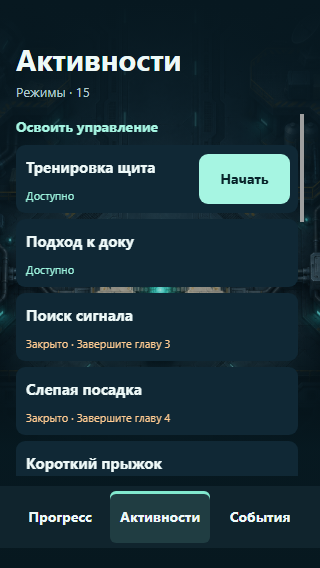 Активности
Режимы · 15
Освоить управление
Тренировка щита
Доступно
Начать
Подход к доку
Доступно
Поиск сигнала
Закрыто · Завершите главу 3
Слепая посадка
Закрыто · Завершите главу 4
Короткий прыжок
Прогресс
Активности
События